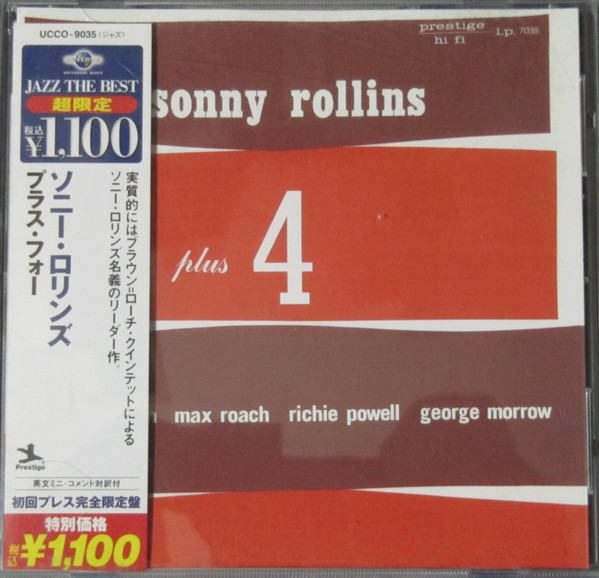 UCCO-9035〈ジャズ〉
UNIVERSAL
UNIVERSAL MUSIC
JAZZ THE BEST
超限定
税込
¥1,100
ソニー・ロリンズ
プラス・フォー
実質的にはブラウン=ローチ・クインテットによる
ソニー・ロリンズ名義のリーダー作。
Prestige
英文ミニ・コメント対訳付
初回プレス完全限定盤
特別価格
税込
¥1,100
prestige
hi fi
l.p. 7038
sonny rollins
plus 4
n max roach richie powell george morrow